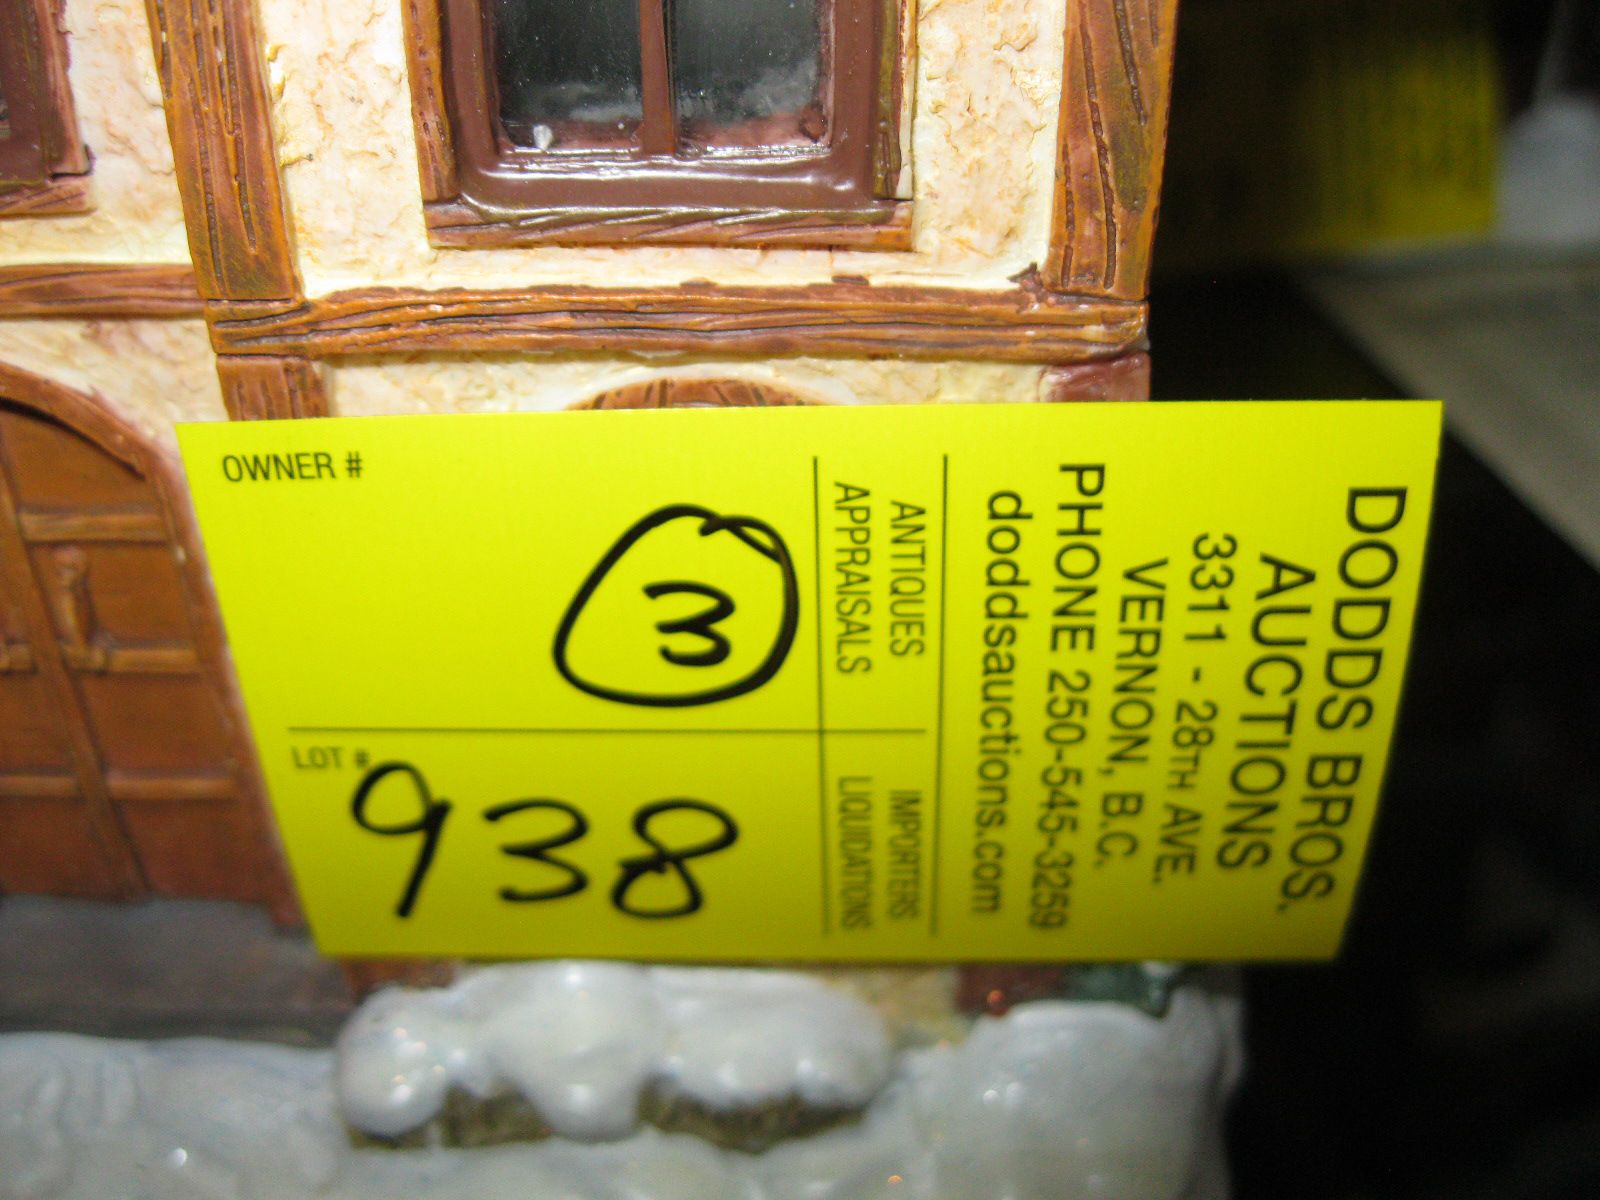 DODDS BROS.
AUCTIONS
3311 - 28TH AVE.
VERNON, B.C.
PHONE 250-545-3259
doddsauctions.com
ANTIQUES
APPRAISALS
IMPORTERS
LIQUIDATIONS
OWNER #
3
LOT #
938